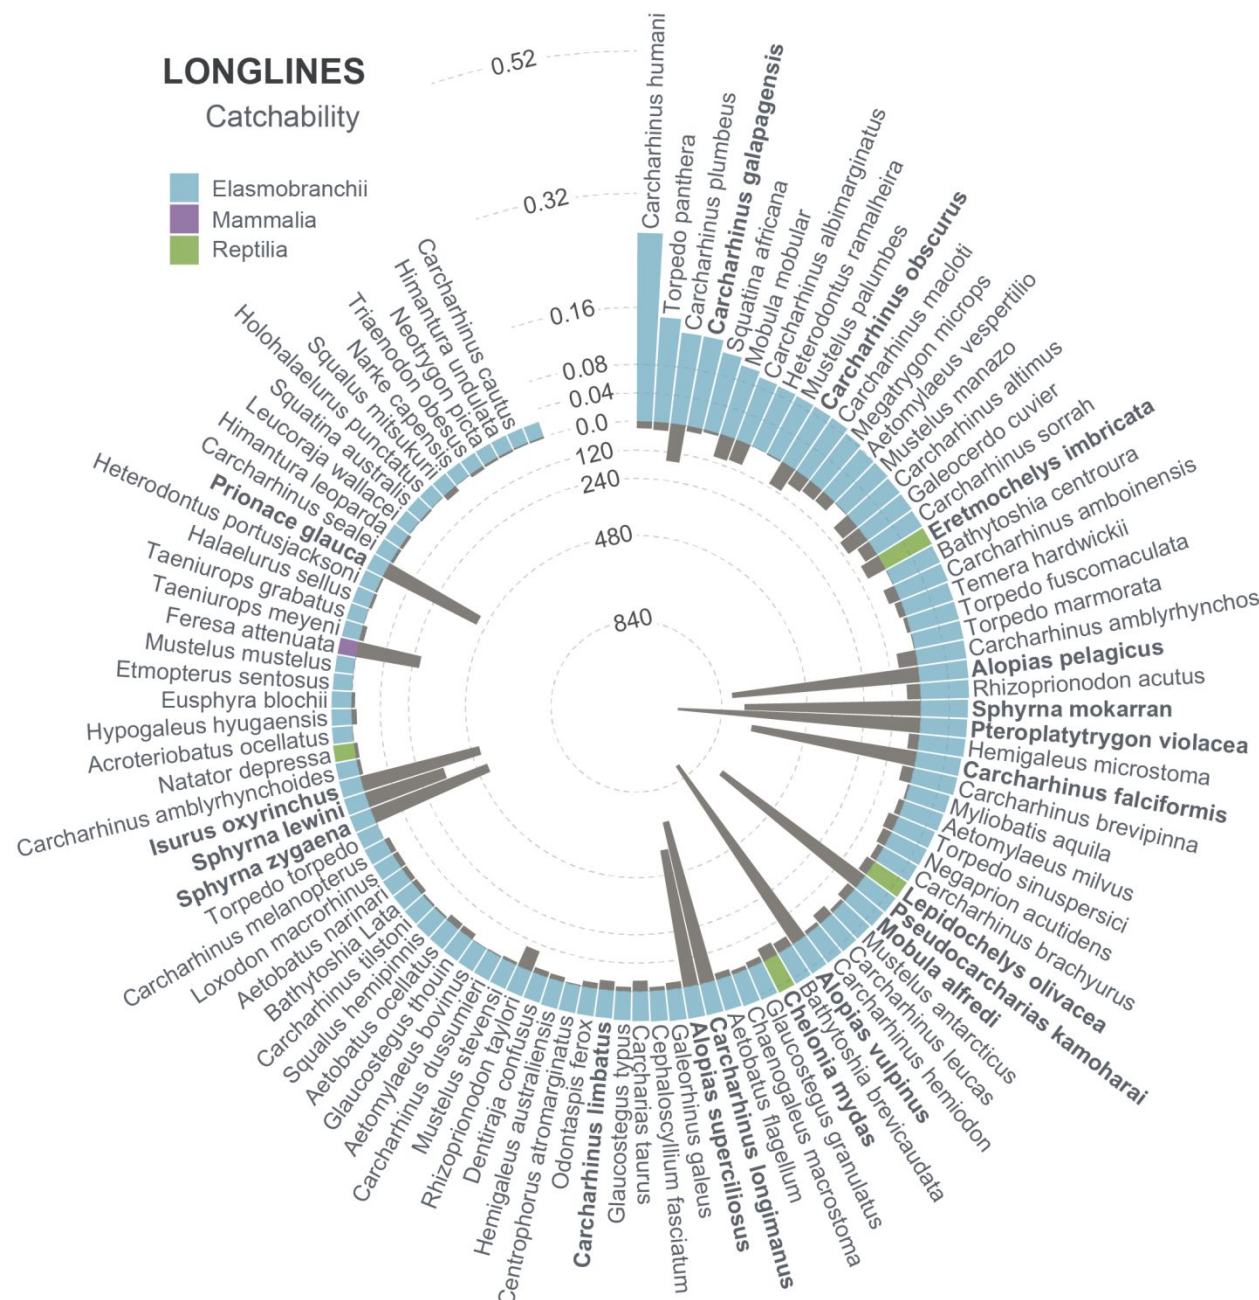 LONGLINES
Catchability
Elasmobranchii
Mammalia
Reptilia
0.52
0.32
0.16
0.08
0.04
0.0
120
240
480
840
Carcharhinus humani
Torpedo panthera
Carcharhinus plumbeus
Carcharhinus galapagensis
Squatina africana
Mobula mobular
Carcharhinus albimarginatus
Heterodontus ramalheira
Mustelus palumbes
Carcharhinus obscurus
Carcharhinus macloti
Megatrygon microps
Aetomylaeus vespertilio
Mustelus manazo
Carcharhinus altimus
Galeocerdo cuvier
Carcharhinus sorrah
Eretmochelys imbricata
Bathytoshia centroura
Carcharhinus amboinensis
Temera hardwickii
Torpedo fuscomaculata
Torpedo marmorata
Carcharhinus amblyrhynchos
Alopias pelagicus
Rhizoprionodon acutus
Sphyrna mokarran
Pteroplatytrygon violacea
Hemigaleus microstoma
Carcharhinus falciformis
Carcharhinus brevipinna
Myliobatis aquila
Aetomylaeus milvus
Torpedo sinuspersici
Negaprion acutidens
Carcharhinus brachyurus
Lepidochelys olivacea
Pseudocarcharias kamoharai
Mobula alfredi
Mustelus antarcticus
Carcharhinus leucas
Carcharhinus hemiodon
Alopias vulpinus
Bathytoshia brevicaudata
Chelonia mydas
Glaucostegus granulatus
Chaenogaleus macrostoma
Aetobatus flagellum
Carcharhinus longimanus
Alopias superciliosus
Galeorhinus galeus
Cephaloscyllium fasciatum
Carcharias taurus
Glaucostegus typus
Carcharhinus limbatus
Odontaspis ferox
Centrophorus atromarginatus
Hemigaleus australiensis
Dentiraja confusus
Rhizoprionodon taylori
Mustelus stevensi
Carcharhinus dussumieri
Aetomylaeus bovinus
Glaucostegus thouin
Aetobatus ocellatus
Squalus hemipinnis
Carcharhinus tilstoni
Bathytoshia Lata
Aetobatus narinari
Loxodon macrorhinus
Carcharhinus melanopterus
Torpedo torpedo
Sphyrna zygaena
Sphyrna lewini
Isurus oxyrinchus
Carcharhinus amblyrhynchoides
Natator depressa
Acroteriobatus ocellatus
Hypogaleus hyugaensis
Eusphyra blochii
Etmopterus sentosus
Mustelus mustelus
Feresa attenuata
Taeniurops meyeni
Taeniurops grabatus
Halaelurus sellus
Heterodontus portusjacksoni
Prionace glauca
Carcharhinus sealei
Himantura leoparda
Leucoraja wallacei
Squatina australis
Holohalaelurus punctatus
Squalus mitsukurii
Narke capensis
Triaenodon obesus
Neotrygon picta
Himantura undulata
Carcharhinus cautus